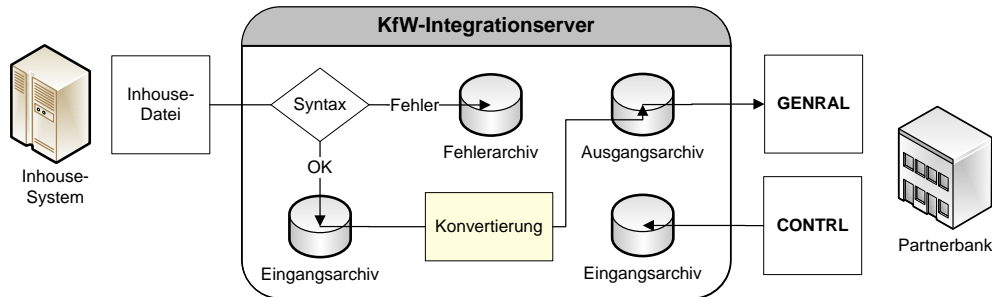 KfW-Integrationserver
Inhouse-
Datei
Syntax
Fehler
GENRAL
Fehlerarchiv
Ausgangsarchiv
OK
Inhouse-
System
Konvertierung
CONTRL
Eingangsarchiv
Eingangsarchiv
Partnerbank